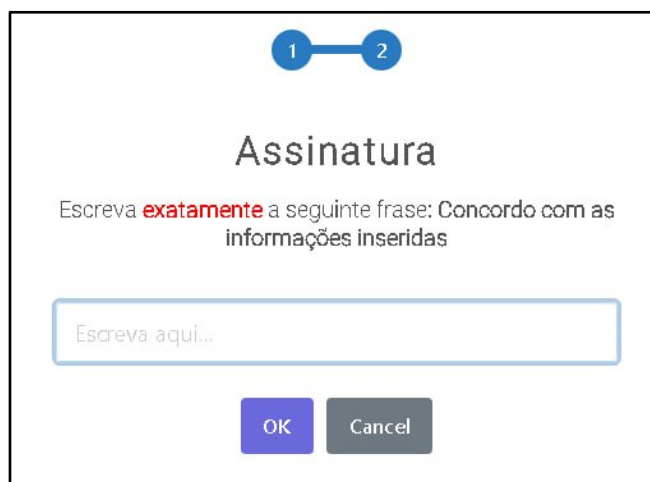 1 2
Assinatura
Escreva exatamente a seguinte frase: Concordo com as
informações inseridas
Escreva aqui...
OK Cancel